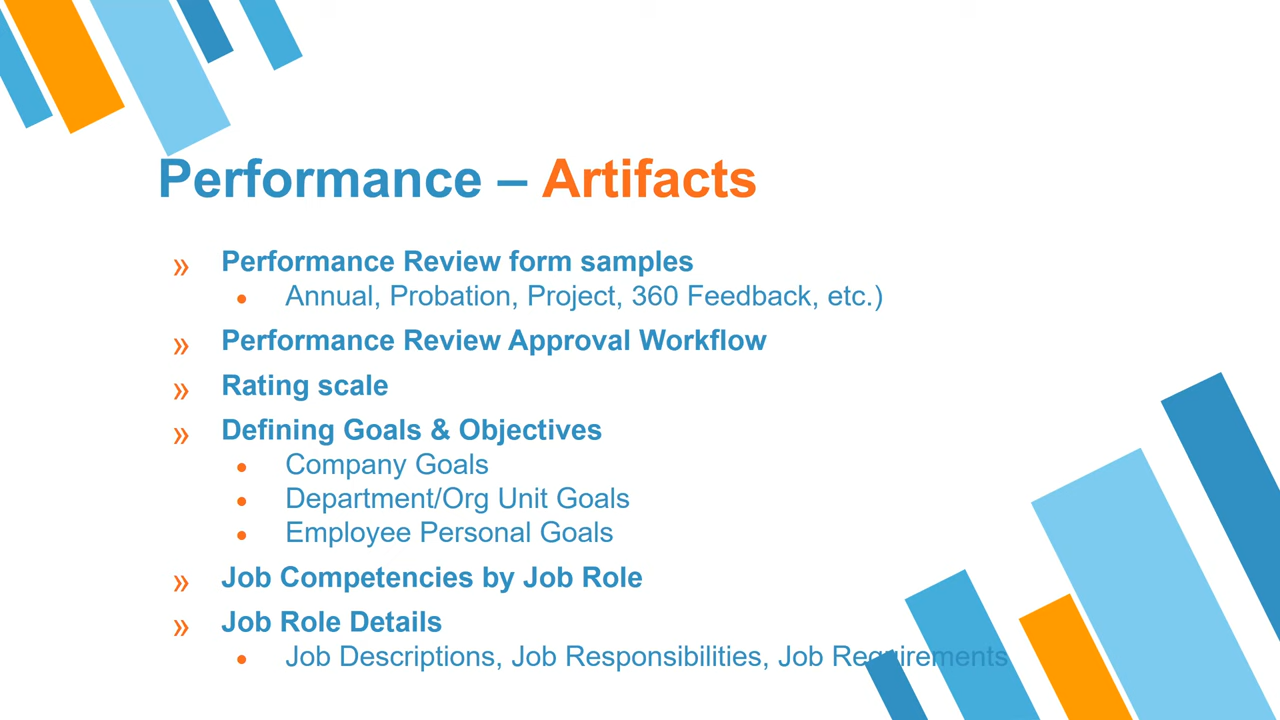 Performance – Artifacts
» Performance Review form samples
• Annual, Probation, Project, 360 Feedback, etc.)
» Performance Review Approval Workflow
» Rating scale
» Defining Goals & Objectives
• Company Goals
• Department/Org Unit Goals
• Employee Personal Goals
» Job Competencies by Job Role
» Job Role Details
• Job Descriptions, Job Responsibilities, Job Requirements